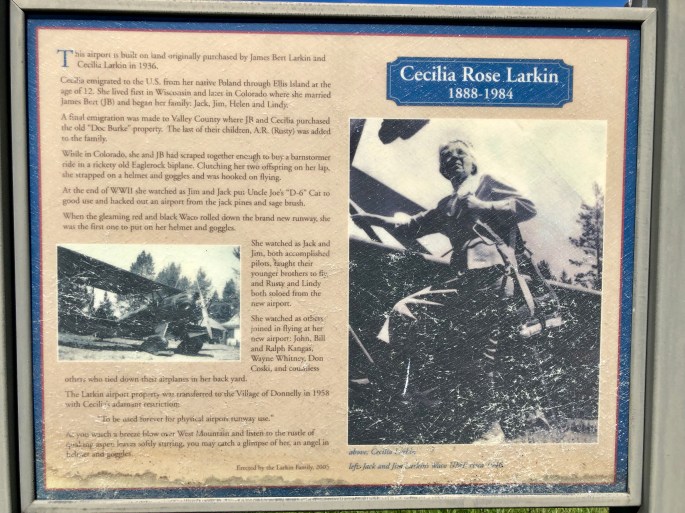 This airport is built on land originally purchased by James Bert Larkin and
Cecilia Larkin in 1936.
Cecilia emigrated to the U.S. from her native Poland through Ellis Island at the
age of 12. She lived first in Wisconsin and later in Colorado where she married
James Bert (JB) and began her family: Jack, Jim, Helen and Lindy.
A final emigration was made to Valley County where JB and Cecilia purchased
the old "Doc Burke" property. The last of their children, A.R. (Rusty) was added
to the family.
While in Colorado, she and JB had scraped together enough to buy a barnstormer
ride in a rickety old Eaglerock biplane. Clutching her two offspring on her lap,
she strapped on a helmet and goggles and was hooked on flying.
At the end of WWII she watched as Jim and Jack put Uncle Joe's "D-6" Cat to
good use and hacked out an airport from the jack pines and sage brush.
When the gleaming red and black Waco rolled down the brand new runway, she
was the first one to put on her helmet and goggles.
She watched as Jack and
Jim, both accomplished
pilots, taught their
younger brothers to fly,
and Rusty and Lindy
both soloed from the
new airport.
She watched as others
joined in flying at her
new airport: John, Bill
and Ralph Kangas,
Wayne Whitney, Don
Coski, and countless
others who tied down their airplanes in her back yard.
The Larkin airport property was transferred to the Village of Donnelly in 1958
with Cecilia's adamant restriction:
"To be used forever for physical airport runway use."
As you watch a breeze blow over West Mountain and listen to the rustle of
quaking aspen leaves softly stirring, you may catch a glimpse of her, an angel in
helmet and goggles.
Erected by the Larkin Family, 2005
Cecilia Rose Larkin
1888-1984
above: Cecilia Larkin
left: Jack and Jim Larkin's Waco circa